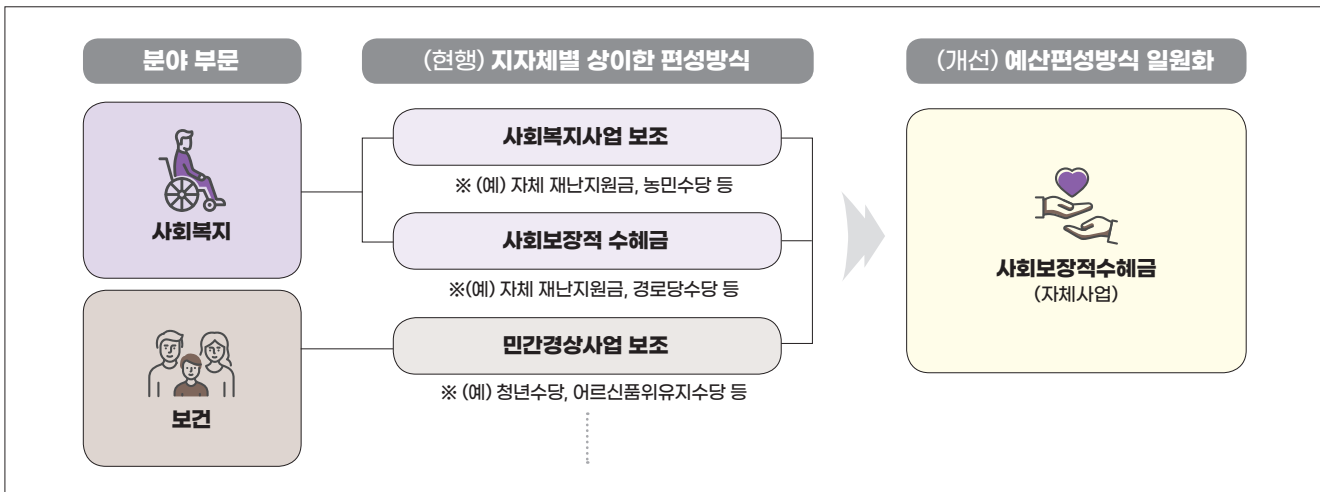 분야 부문
(현행) 지자체별 상이한 편성방식
(개선) 예산편성방식 일원화
사회복지
보건
사회복지사업 보조
※ (예) 자체 재난지원금, 농민수당 등
사회보장적 수혜금
※(예) 자체 재난지원금, 경로당수당 등
민간경상사업 보조
※ (예) 청년수당, 어르신품위유지수당 등
사회보장적수혜금
(자체사업)